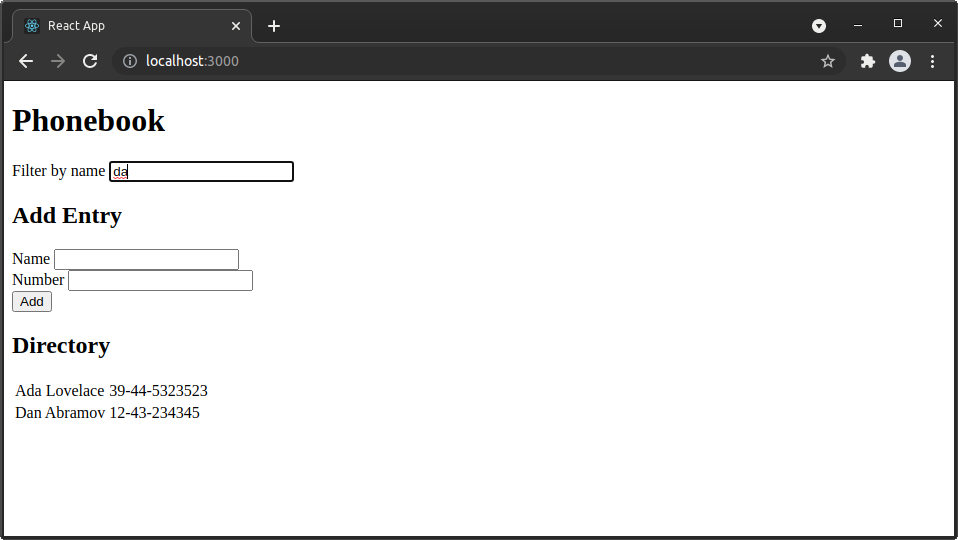 React App
localhost:3000
Phonebook
Filter by name da
Add Entry
Name
Number
Add
Directory
Ada Lovelace 39-44-5323523
Dan Abramov 12-43-234345